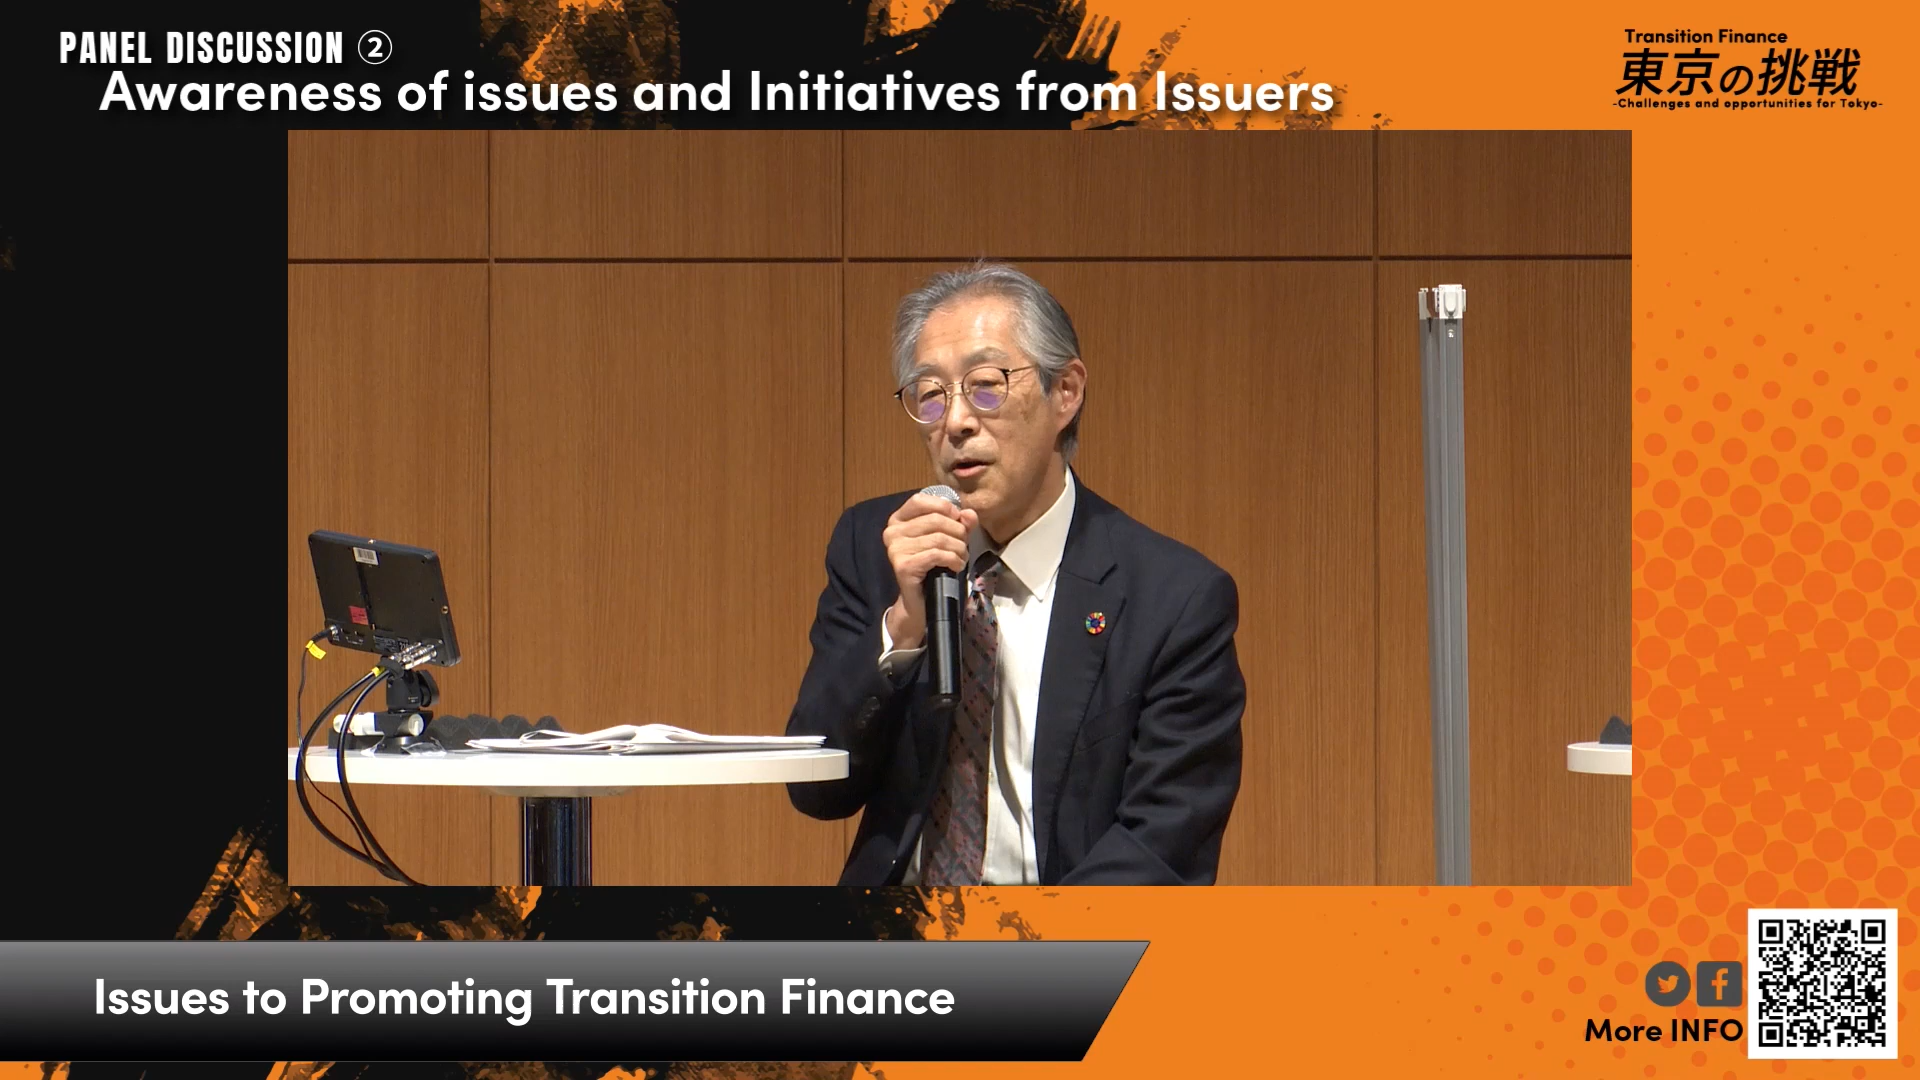 PANEL DISCUSSION ②
Awareness of issues and Initiatives from Issuers
Transition Finance
東京の挑戦
-Challenges and opportunities for Tokyo-
Issues to Promoting Transition Finance
More INFO